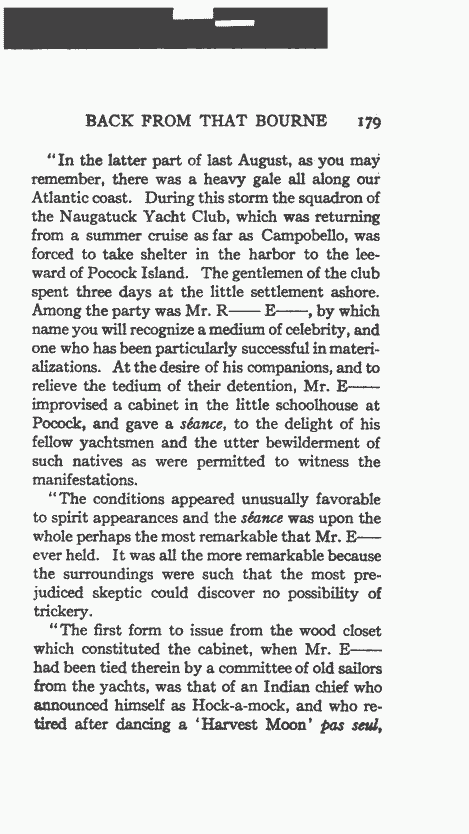 BACK FROM THAT BOURNE 179
"In the latter part of last August, as you may
remember, there was a heavy gale all along our
Atlantic coast. During this storm the squadron of
the Naugatuck Yacht Club, which was returning
from a summer cruise as far as Campobello, was
forced to take shelter in the harbor to the lee-
ward of Pocock Island. The gentlemen of the club
spent three days at the little settlement ashore.
Among the party was Mr. R—— E——, by which
name you will recognize a medium of celebrity, and
one who has been particularly successful in materi-
alizations. At the desire of his companions, and to
relieve the tedium of their detention, Mr. E——
improvised a cabinet in the little schoolhouse at
Pocock, and gave a séance, to the delight of his
fellow yachtsmen and the utter bewilderment of
such natives as were permitted to witness the
manifestations.
"The conditions appeared unusually favorable
to spirit appearances and the séance was upon the
whole perhaps the most remarkable that Mr. E——
ever held. It was all the more remarkable because
the surroundings were such that the most pre-
judiced skeptic could discover no possibility of
trickery.
"The first form to issue from the wood closet
which constituted the cabinet, when Mr. E——
had been tied therein by a committee of old sailors
from the yachts, was that of an Indian chief who
announced himself as Hock-a-mock, and who re-
tired after dancing a 'Harvest Moon' pas seul,